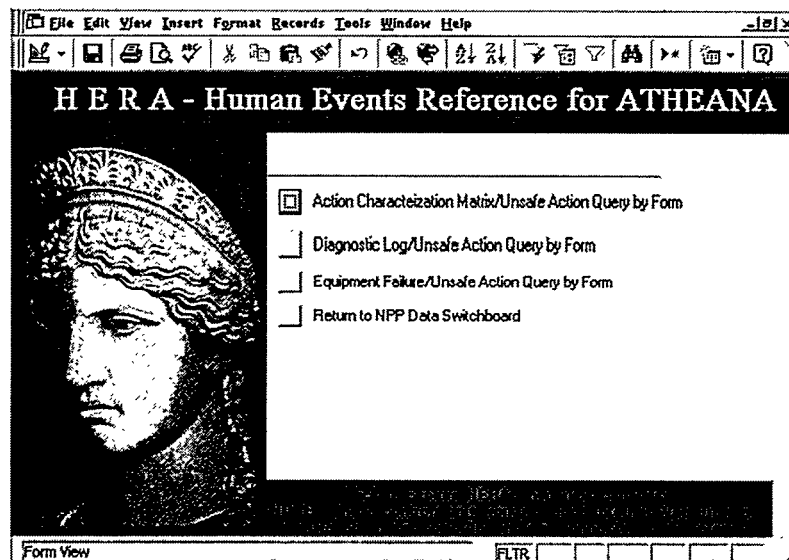 File Edit View Insert Format Records Tools Window Help
H E R A - Human Events Reference for ATHEANA
Action Characteization Matrix/Unsafe Action Query by Form
Diagnostic Log/Unsafe Action Query by Form
Equipment Failure/Unsafe Action Query by Form
Return to NPP Data Switchboard
Form View FLTR